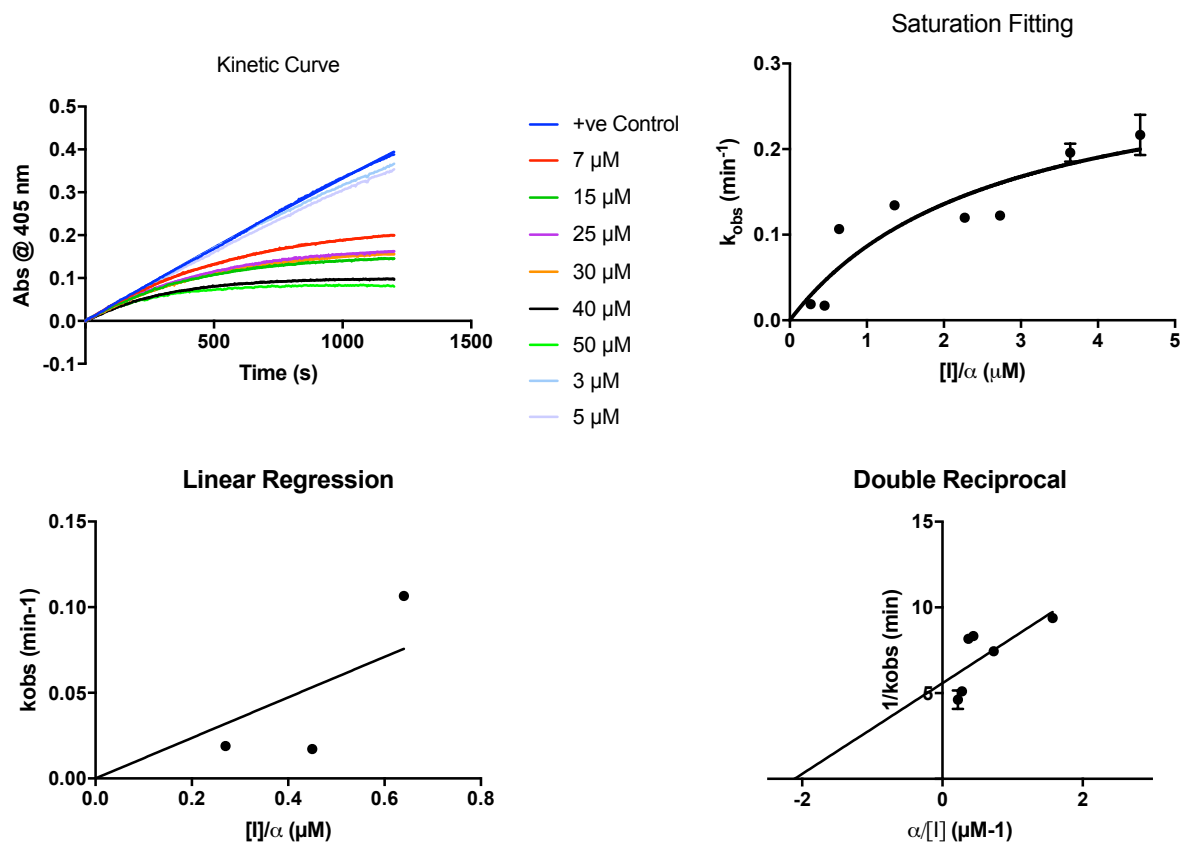 Kinetic Curve
Abs @ 405 nm
0.5
0.4
0.3
0.2
0.1
0.0
-0.1
500
1000
1500
Time (s)
+ve Control
7 µM
15 µM
25 µM
30 µM
40 µM
50 µM
3 µM
5 µM
Saturation Fitting
kobs (min-1)
0.3
0.2
0.1
0.0
0
1
2
3
4
5
[I]/α (μM)
Linear Regression
kobs (min-1)
0.15
0.10
0.05
0.00
0.0
0.2
0.4
0.6
0.8
[I]/α (µM)
Double Reciprocal
1/kobs (min)
15
10
5
-2
0
2
α/[I] (µM-1)